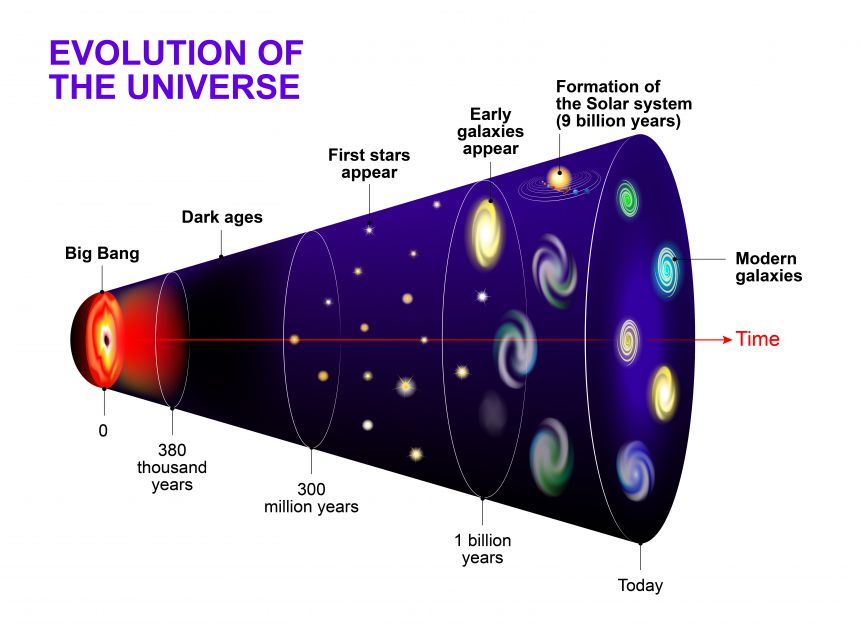 EVOLUTION OF
THE UNIVERSE
Big Bang
Dark ages
First stars
appear
Early
galaxies
appear
Formation of
the Solar system
(9 billion years)
Modern
galaxies
Time
0
380
thousand
years
300
million years
1 billion
years
Today